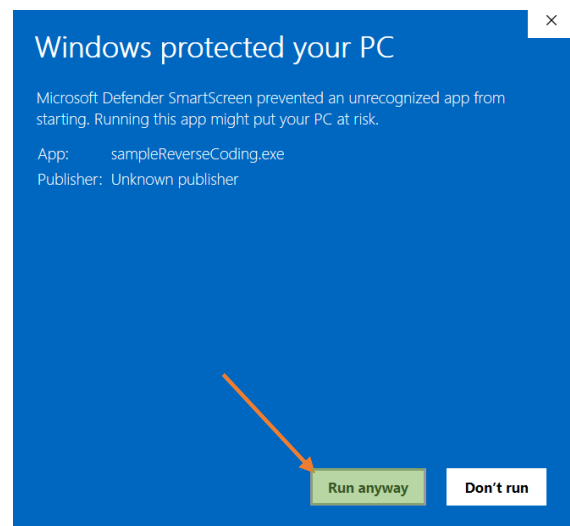 Windows protected your PC
Microsoft Defender SmartScreen prevented an unrecognized app from
starting. Running this app might put your PC at risk.
App: sampleReverseCoding.exe
Publisher: Unknown publisher
Run anyway Don't run